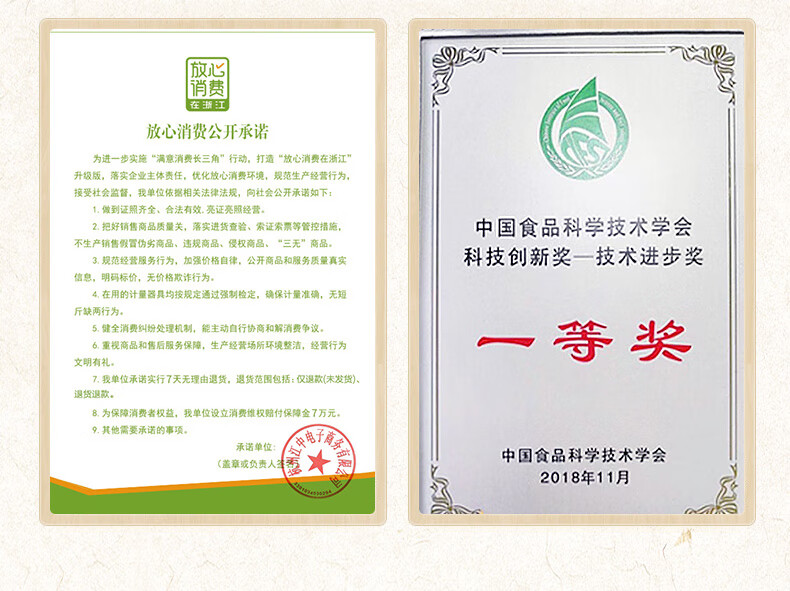 放心
消费
在浙江
放心消费公开承诺
为进一步实施“满意消费长三角”行动，打造“放心消费在浙江”
升级版，落实企业主体责任，优化放心消费环境，规范生产经营行为，
接受社会监督，我单位依据相关法律法规，向社会公开承诺如下：
1. 做到证照齐全、合法有效. 亮证亮照经营。
2. 把好销售商品质量关，落实进货查验、索证索票等管控措施，
不生产销售假冒伪劣商品、违规商品、侵权商品、“三无”商品。
3. 规范经营服务行为，加强价格自律，公开商品和服务质量真实
信息，明码标价，无价格欺诈行为。
4. 在用的计量器具均按规定通过强制检定，确保计量准确，无短
斤缺两行为。
5. 健全消费纠纷处理机制，能主动自行协商和解消费争议。
6. 重视商品和售后服务保障，生产经营场所环境整洁，经营行为
文明有礼。
7. 我单位承诺实行7天无理由退货，退货范围包括：仅退款(未发货)、
退货退款。
8. 为保障消费者权益，我单位设立消费维权赔付保障金7万元。
9. 其他需要承诺的事项。
承诺单位：
（盖章或负责人签名）
杭州江中电子商务有限公司
CIFS
中国食品科学技术学会
科技创新奖—技术进步奖
一等奖
中国食品科学技术学会
2018年11月